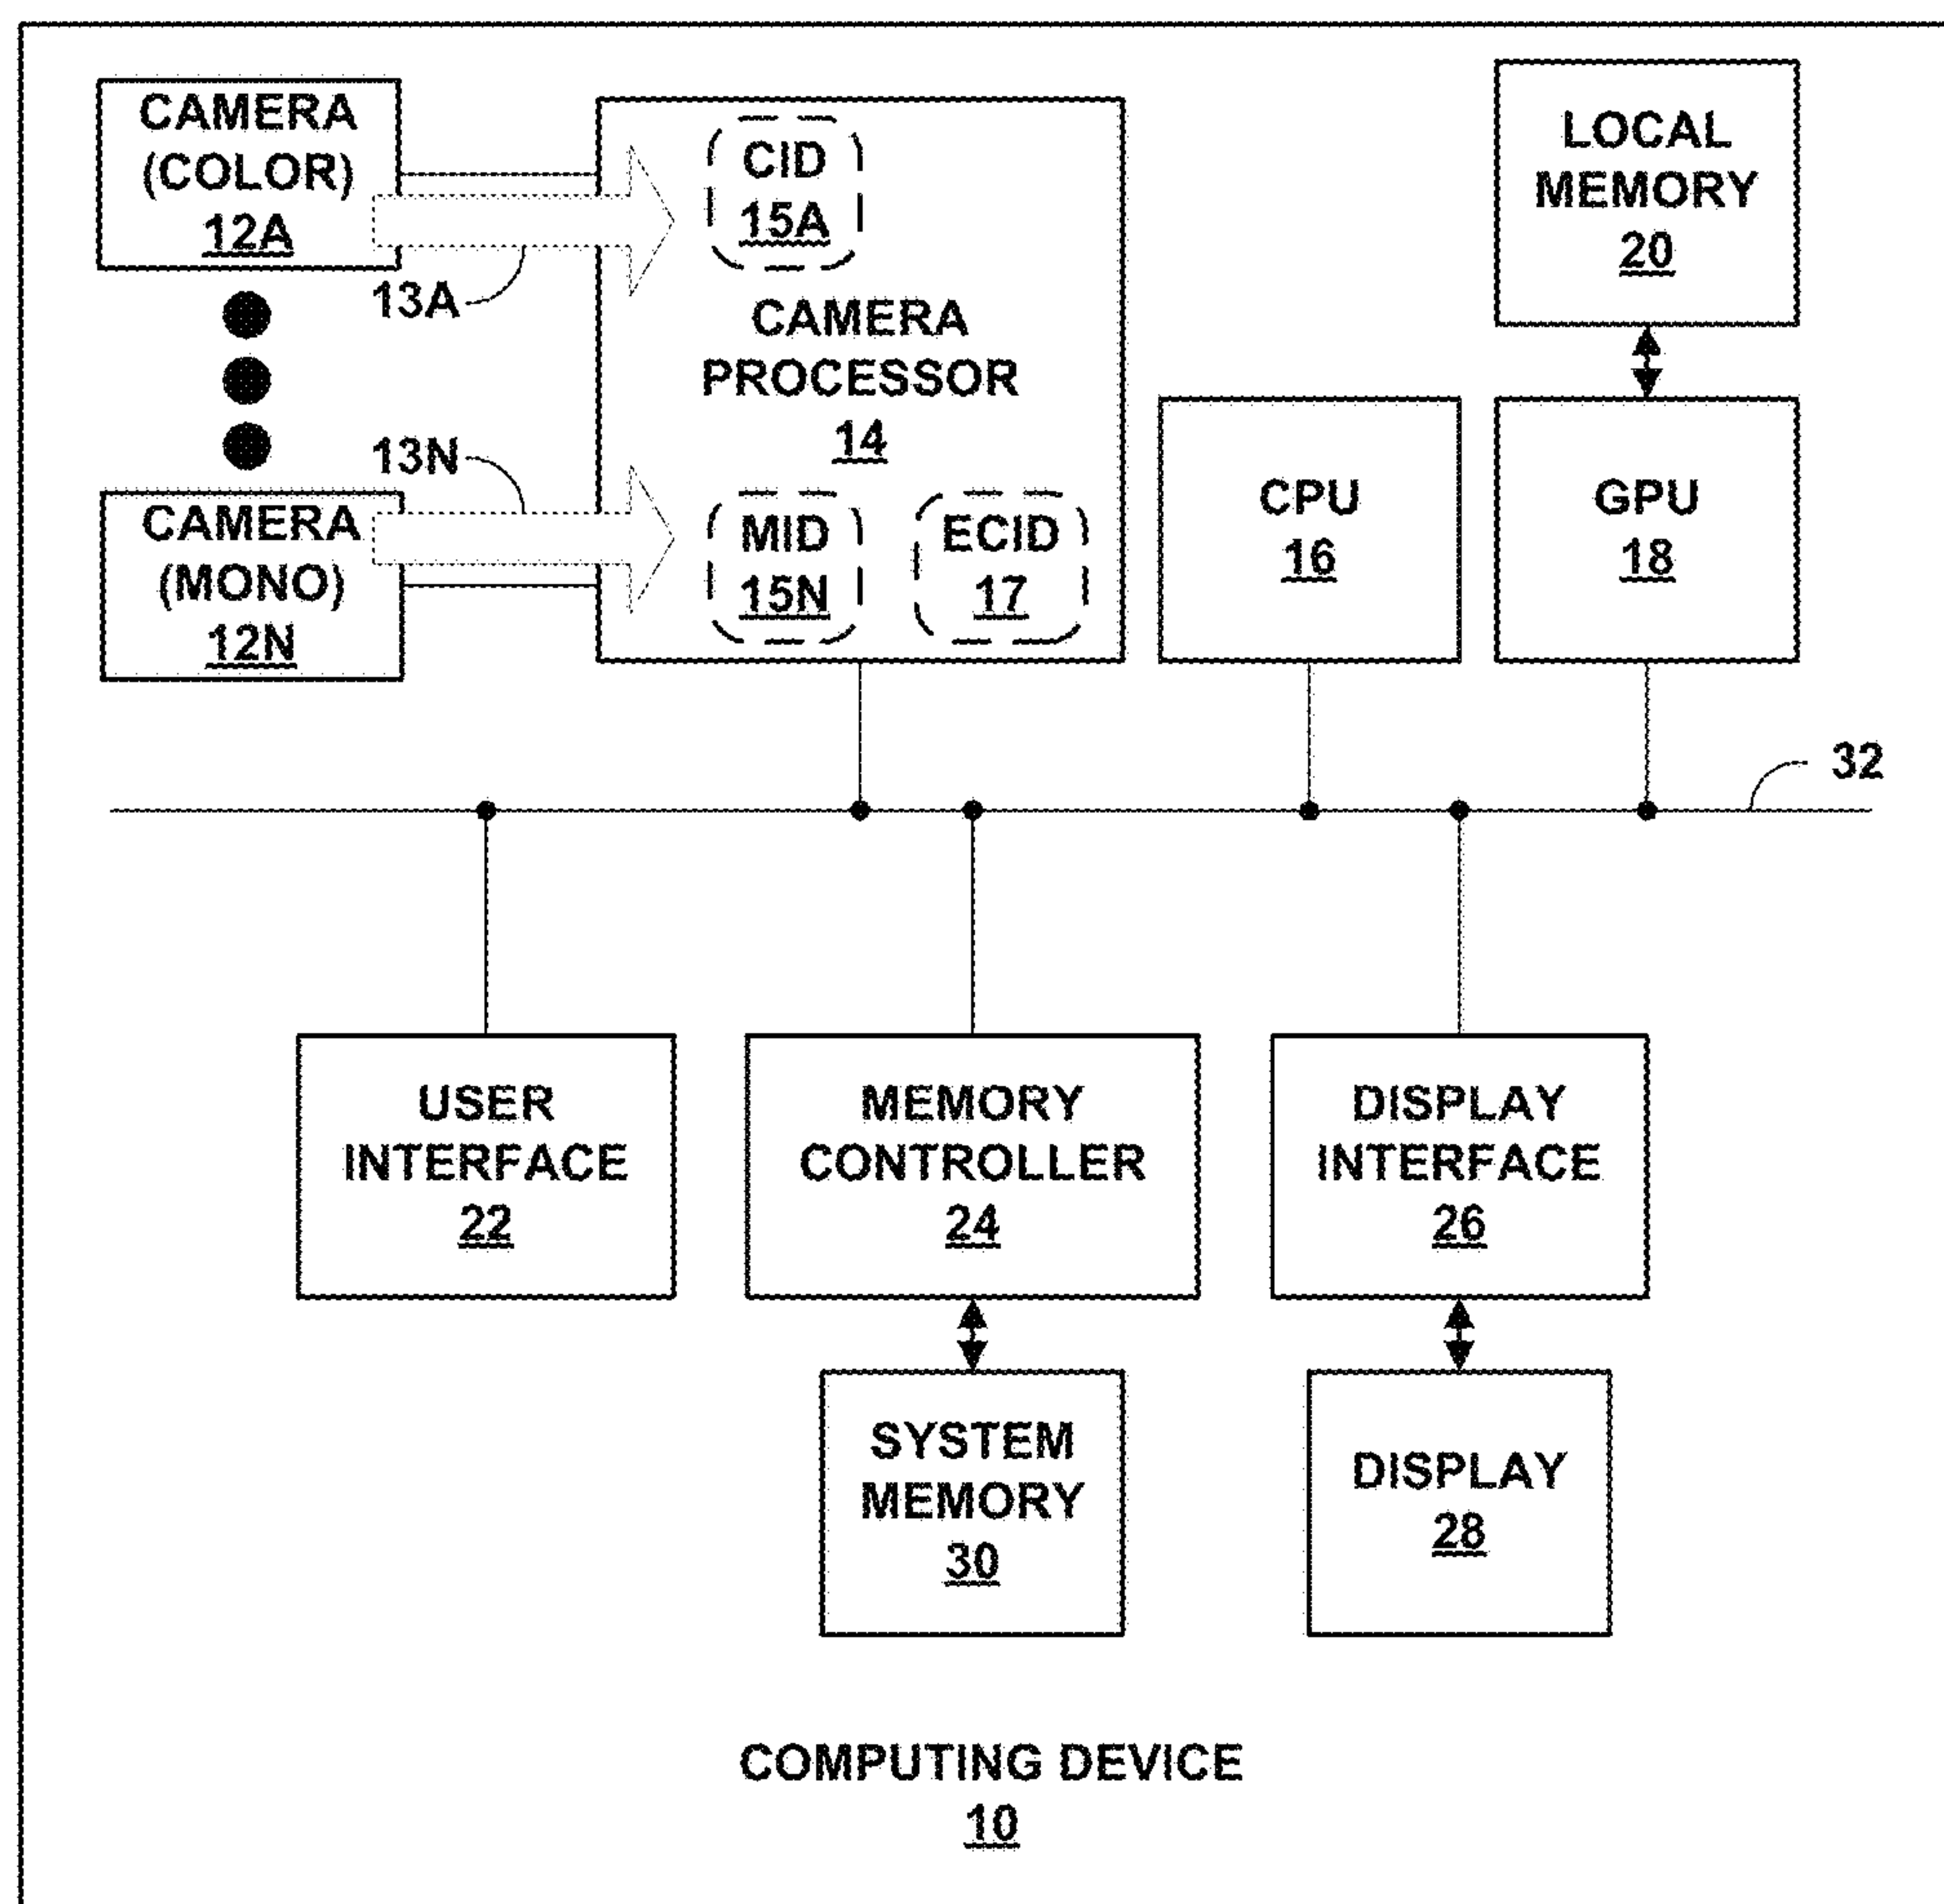 CAMERA
(COLOR)
12A
13A
CID
15A
CAMERA
PROCESSOR
14
13N
CAMERA
(MONO)
12N
MID
15N
ECID
17
LOCAL
MEMORY
20
CPU
16
GPU
18
32
USER
INTERFACE
22
MEMORY
CONTROLLER
24
DISPLAY
INTERFACE
26
SYSTEM
MEMORY
30
DISPLAY
28
COMPUTING DEVICE
10